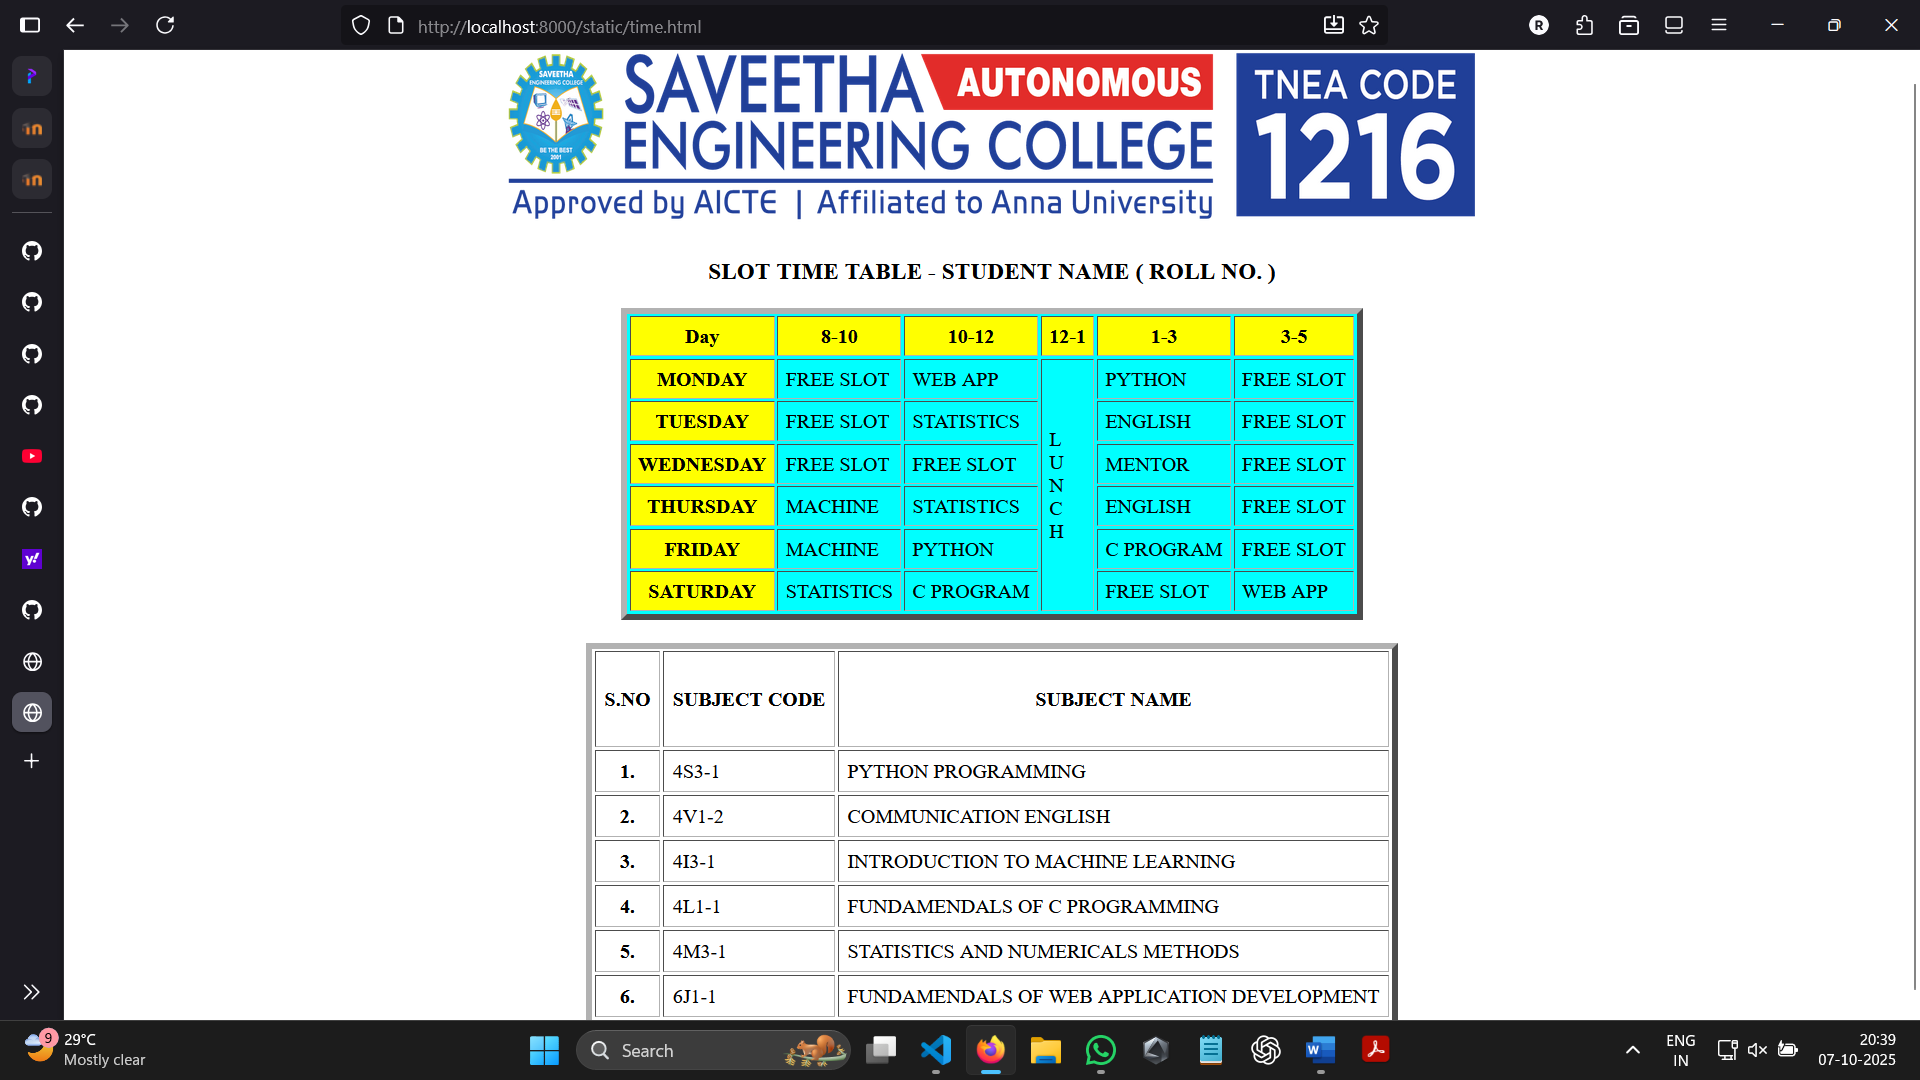 http://localhost:8000/static/time.html
SAVEETHA AUTONOMOUS
ENGINEERING COLLEGE
Approved by AICTE | Affiliated to Anna University
TNEA CODE
1216
SAVEETHA
ENGINEERING COLLEGE
BE THE BEST
2001
SLOT TIME TABLE - STUDENT NAME ( ROLL NO. )
Day 8-10 10-12 12-1 1-3 3-5
MONDAY FREE SLOT WEB APP PYTHON FREE SLOT
TUESDAY FREE SLOT STATISTICS ENGLISH FREE SLOT
WEDNESDAY FREE SLOT FREE SLOT MENTOR FREE SLOT
THURSDAY MACHINE STATISTICS ENGLISH FREE SLOT
FRIDAY MACHINE PYTHON C PROGRAM FREE SLOT
SATURDAY STATISTICS C PROGRAM FREE SLOT WEB APP
L
U
N
C
H
S.NO SUBJECT CODE SUBJECT NAME
1. 4S3-1 PYTHON PROGRAMMING
2. 4V1-2 COMMUNICATION ENGLISH
3. 4I3-1 INTRODUCTION TO MACHINE LEARNING
4. 4L1-1 FUNDAMENDALS OF C PROGRAMMING
5. 4M3-1 STATISTICS AND NUMERICALS METHODS
6. 6J1-1 FUNDAMENDALS OF WEB APPLICATION DEVELOPMENT
R
y!
9
29°C
Mostly clear
Search
W
ENG
IN
20:39
07-10-2025